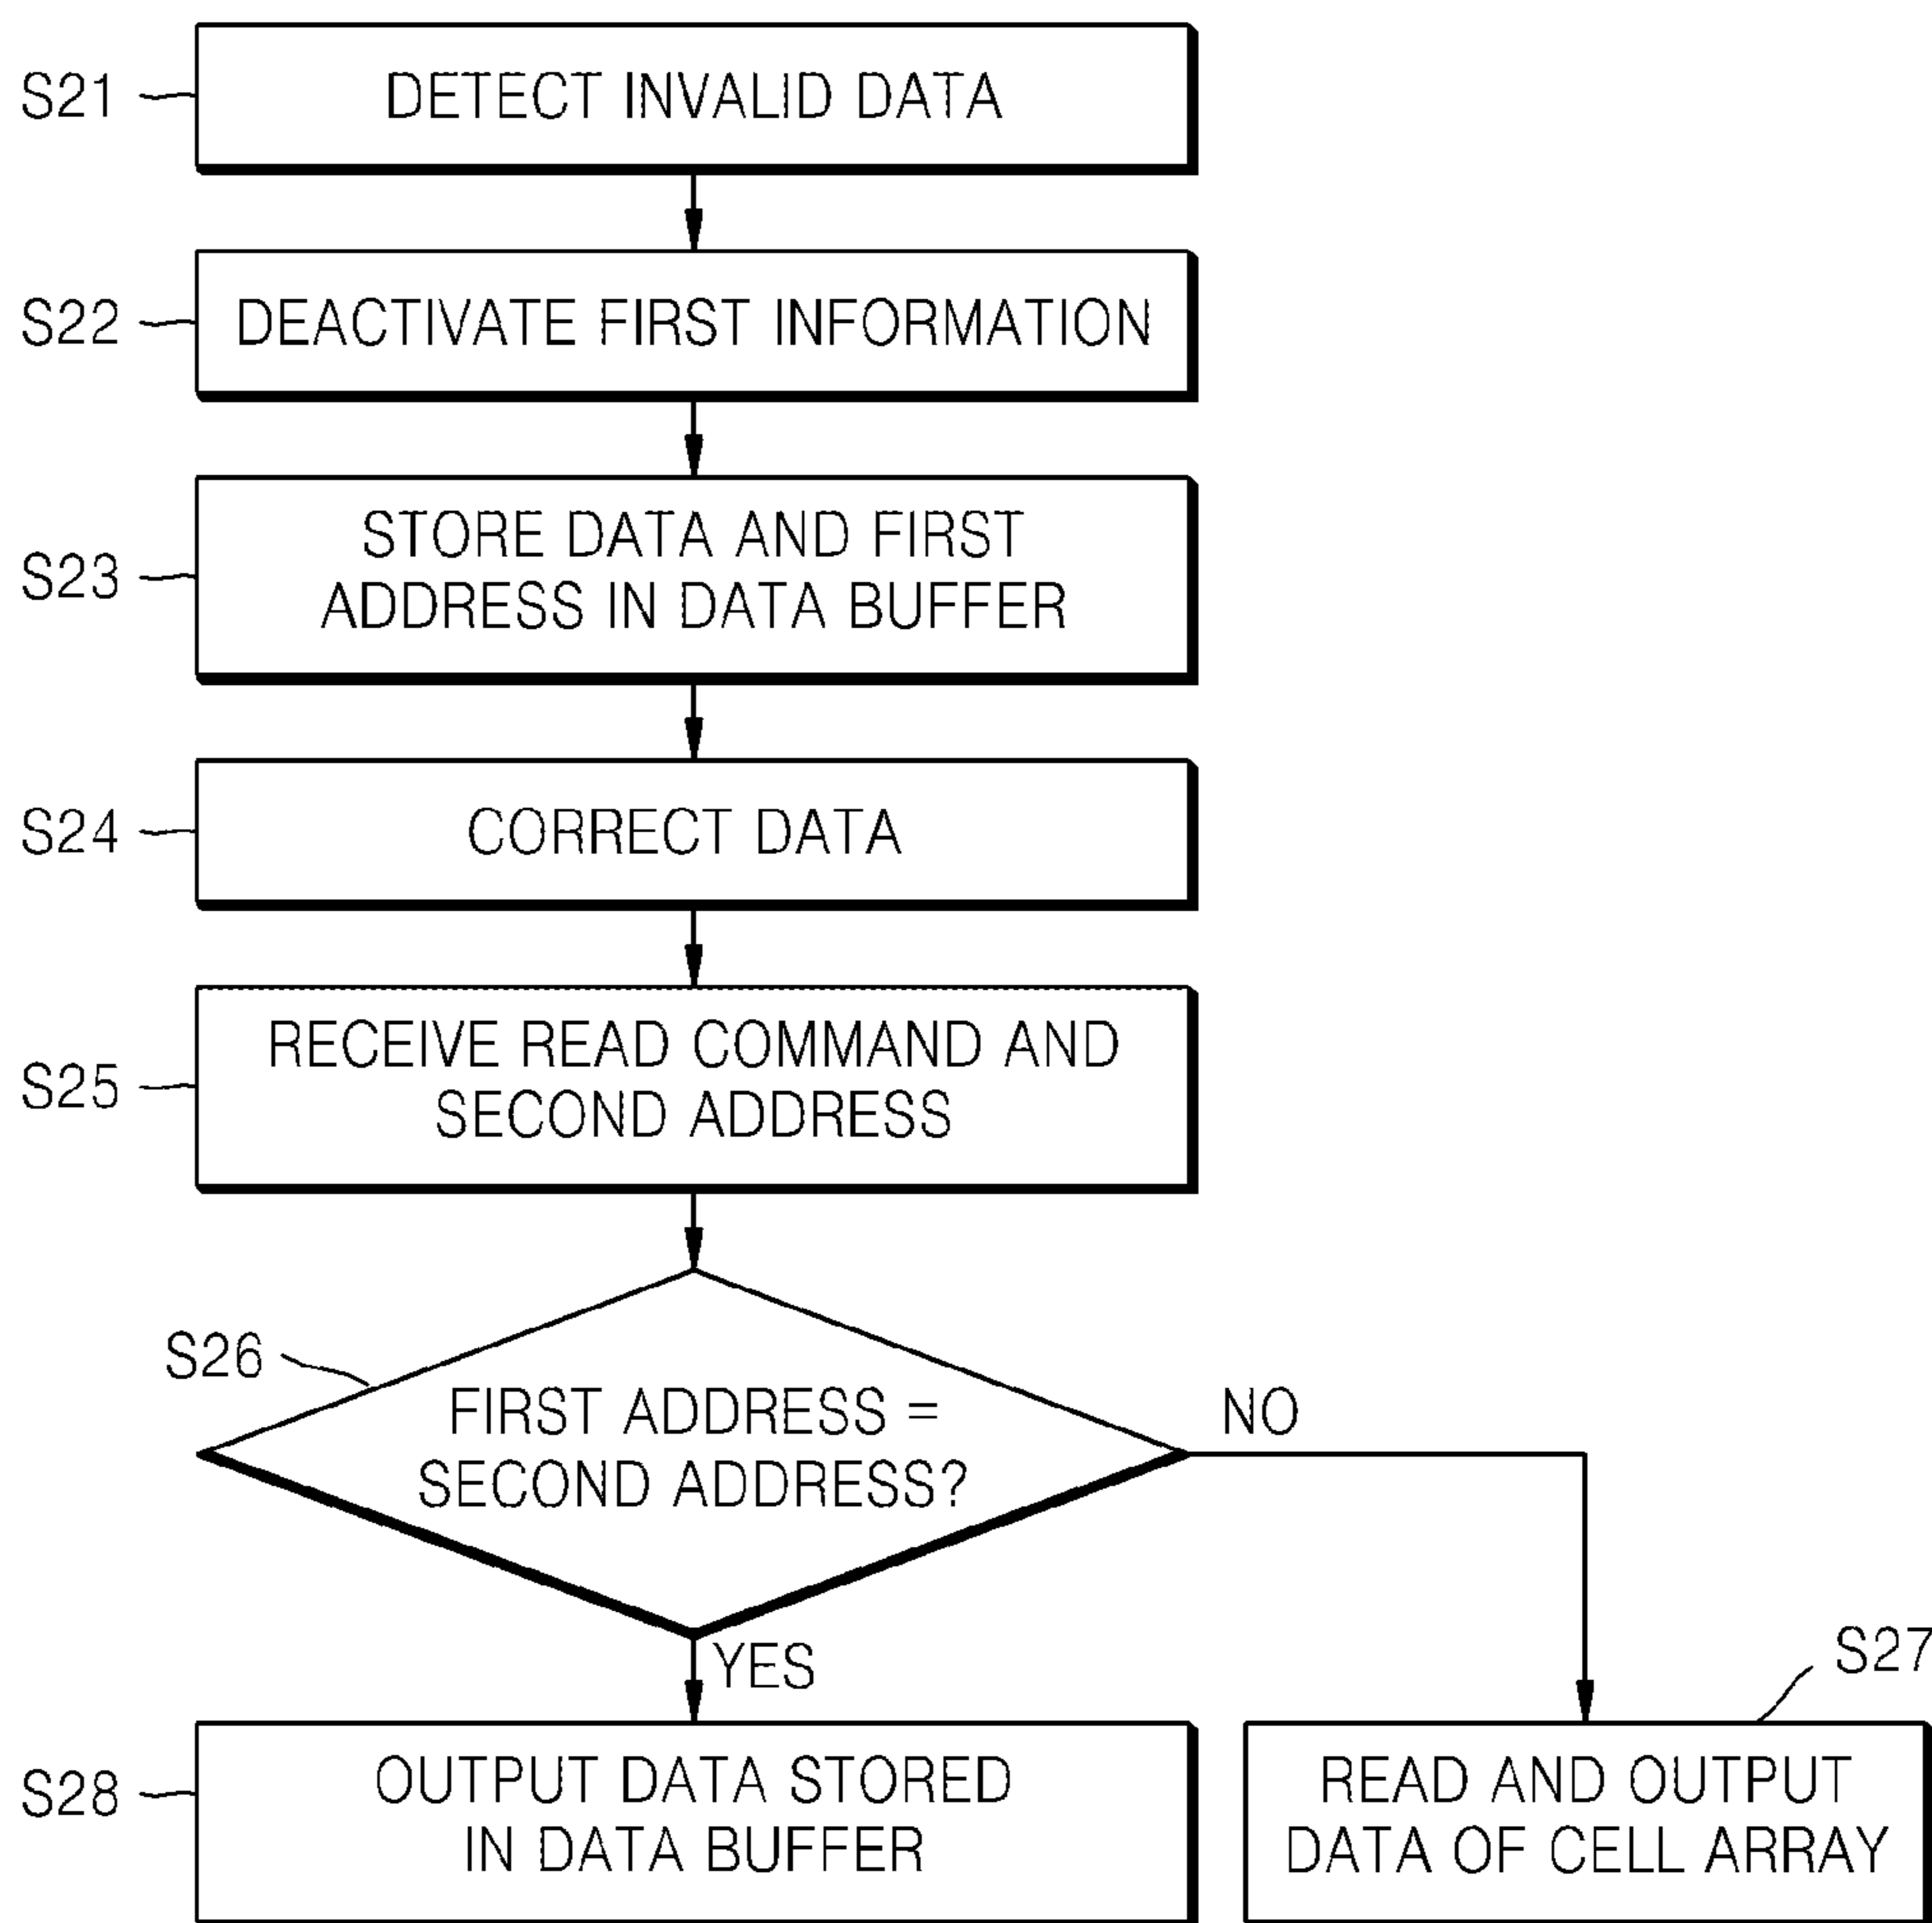 S21
DETECT INVALID DATA
S22
DEACTIVATE FIRST INFORMATION
S23
STORE DATA AND FIRST
ADDRESS IN DATA BUFFER
S24
CORRECT DATA
S25
RECEIVE READ COMMAND AND
SECOND ADDRESS
S26
FIRST ADDRESS =
SECOND ADDRESS?
NO
YES
S27
S28
OUTPUT DATA STORED
IN DATA BUFFER
READ AND OUTPUT
DATA OF CELL ARRAY